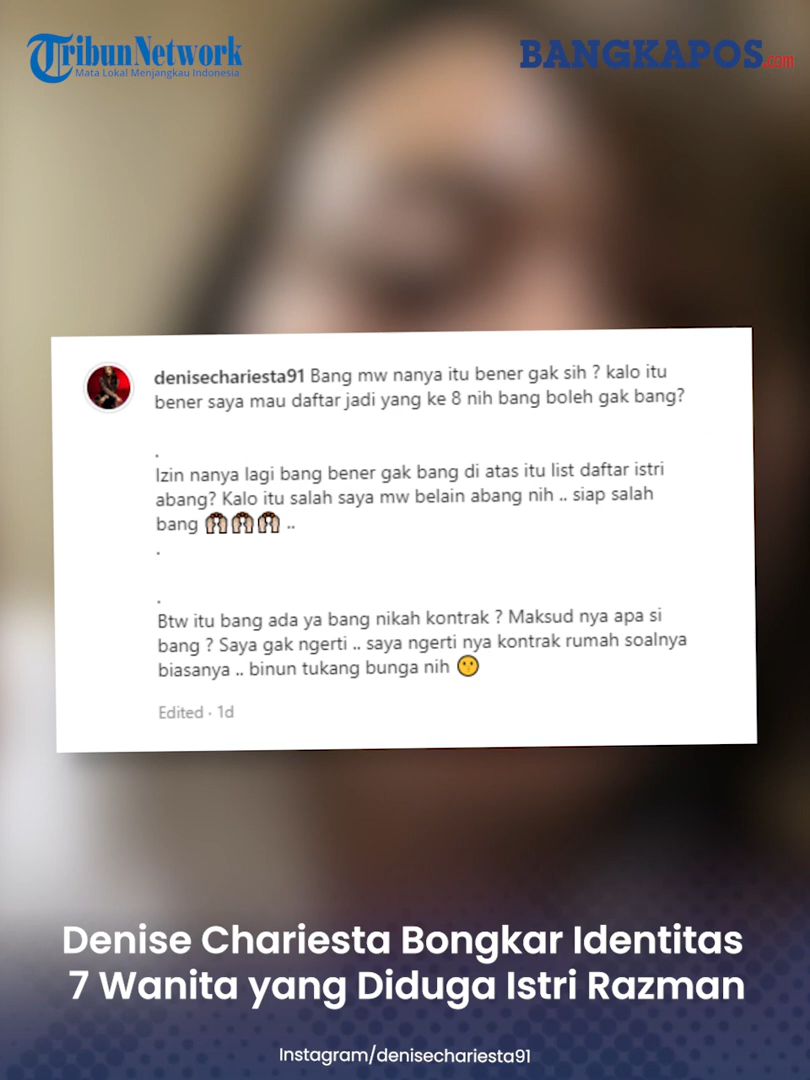 Tribun Network
Mata Lokal Menjangkau Indonesia
BANGKAPOS.com
denisechariesta91 Bang mw nanya itu bener gak sih ? kalo itu
bener saya mau daftar jadi yang ke 8 nih bang boleh gak bang?
.
Izin nanya lagi bang bener gak bang di atas itu list daftar istri
abang? Kalo itu salah saya mw belain abang nih .. siap salah
bang 🙌🙌🙌 ..
.
.
Btw itu bang ada ya bang nikah kontrak ? Maksud nya apa si
bang ? Saya gak ngerti .. saya ngerti nya kontrak rumah soalnya
biasanya .. binun tukang bunga nih 😗
Edited · 1d
Denise Chariesta Bongkar Identitas
7 Wanita yang Diduga Istri Razman
Instagram/denisechariesta91